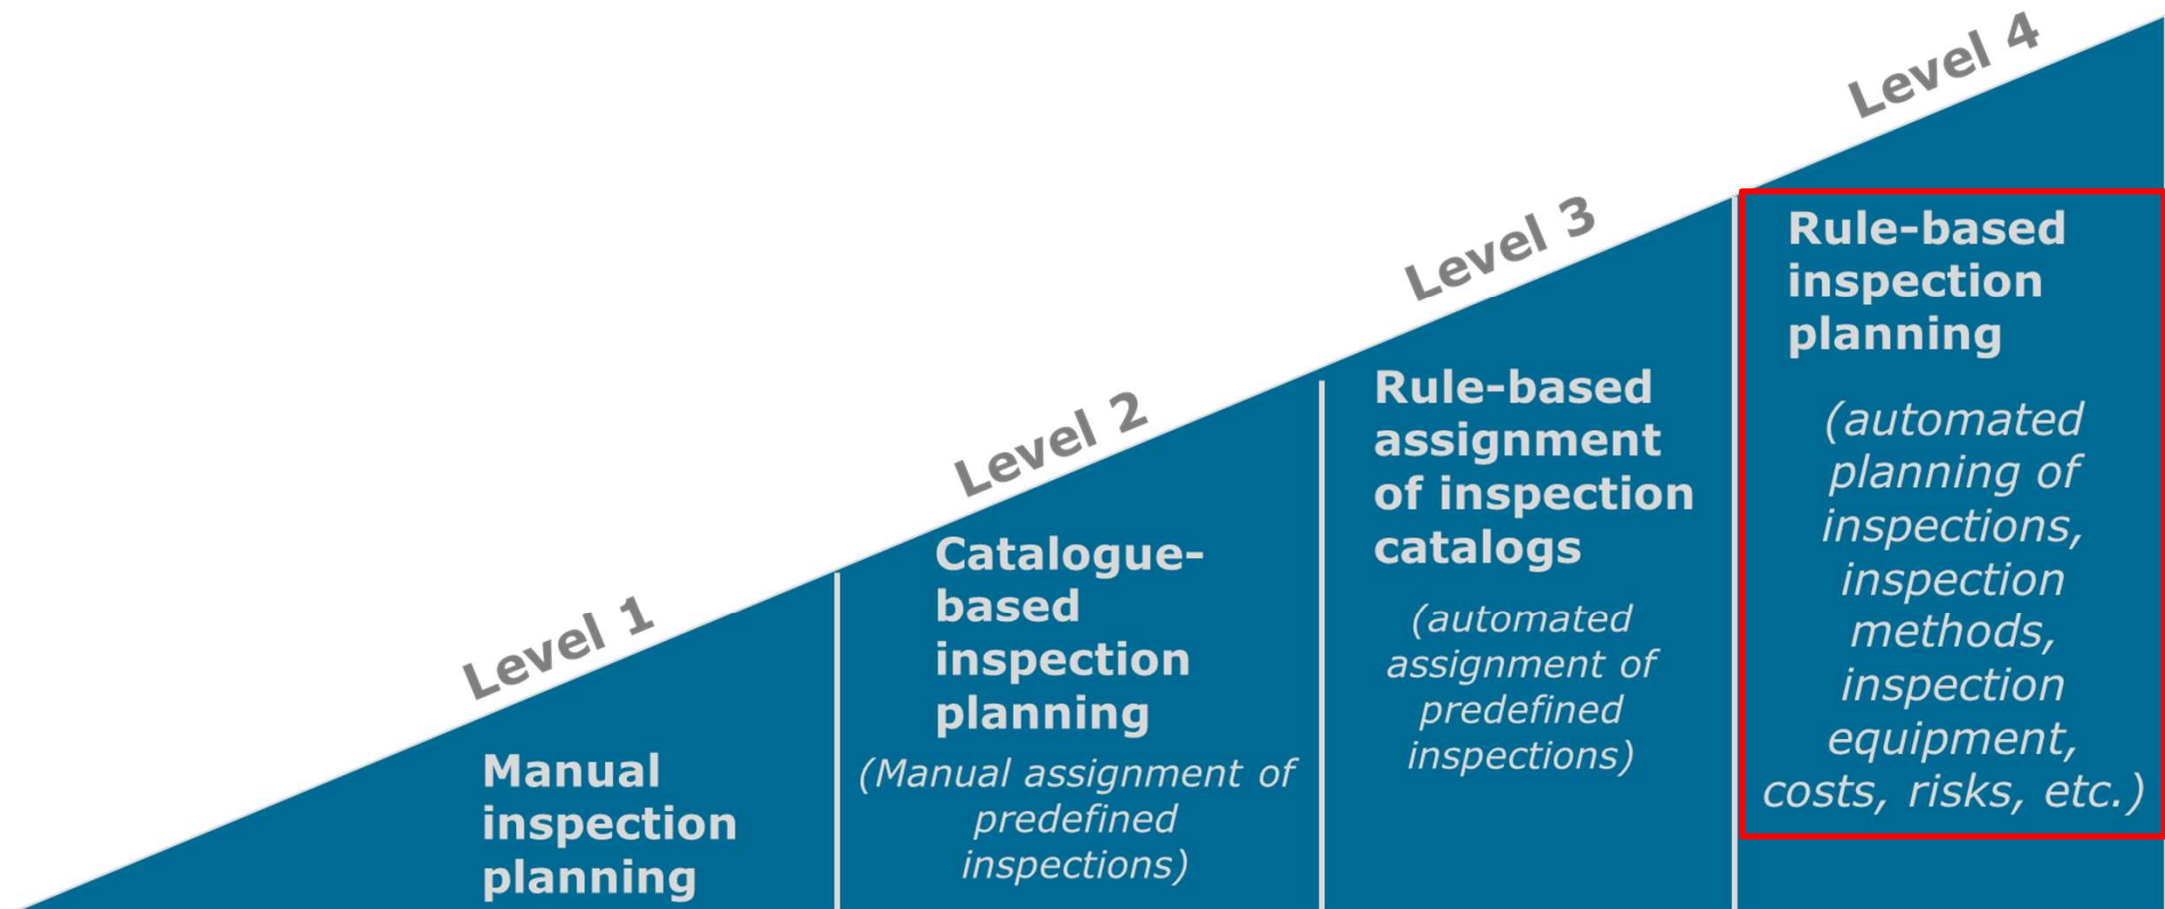 Level 1
Manual
inspection
planning
Level 2
Catalogue-
based
inspection
planning
(Manual assignment of
predefined
inspections)
Level 3
Rule-based
assignment
of inspection
catalogs
(automated
assignment of
predefined
inspections)
Level 4
Rule-based
inspection
planning
(automated
planning of
inspections,
inspection
methods,
inspection
equipment,
costs, risks, etc.)